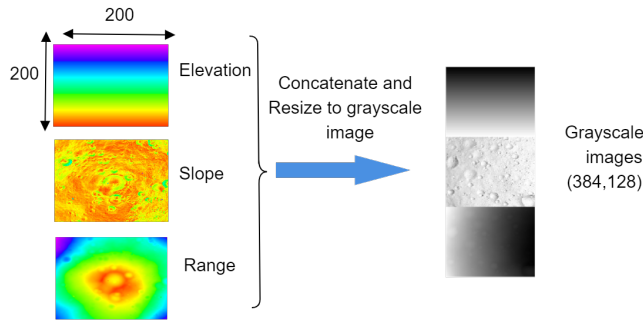 200
200
Elevation
Slope
Range
Concatenate and
Resize to grayscale
image
Grayscale
images
(384,128)